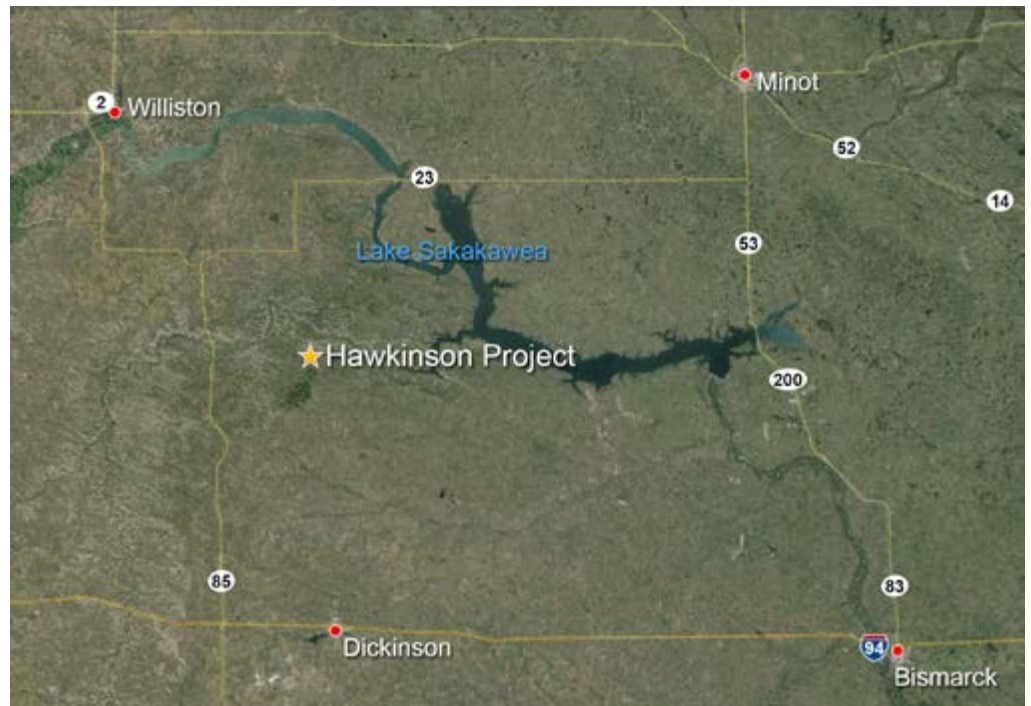 2
Williston
Minot
52
23
14
53
Lake Sakakawea
Hawkinson Project
200
85
83
Dickinson
94
Bismarck